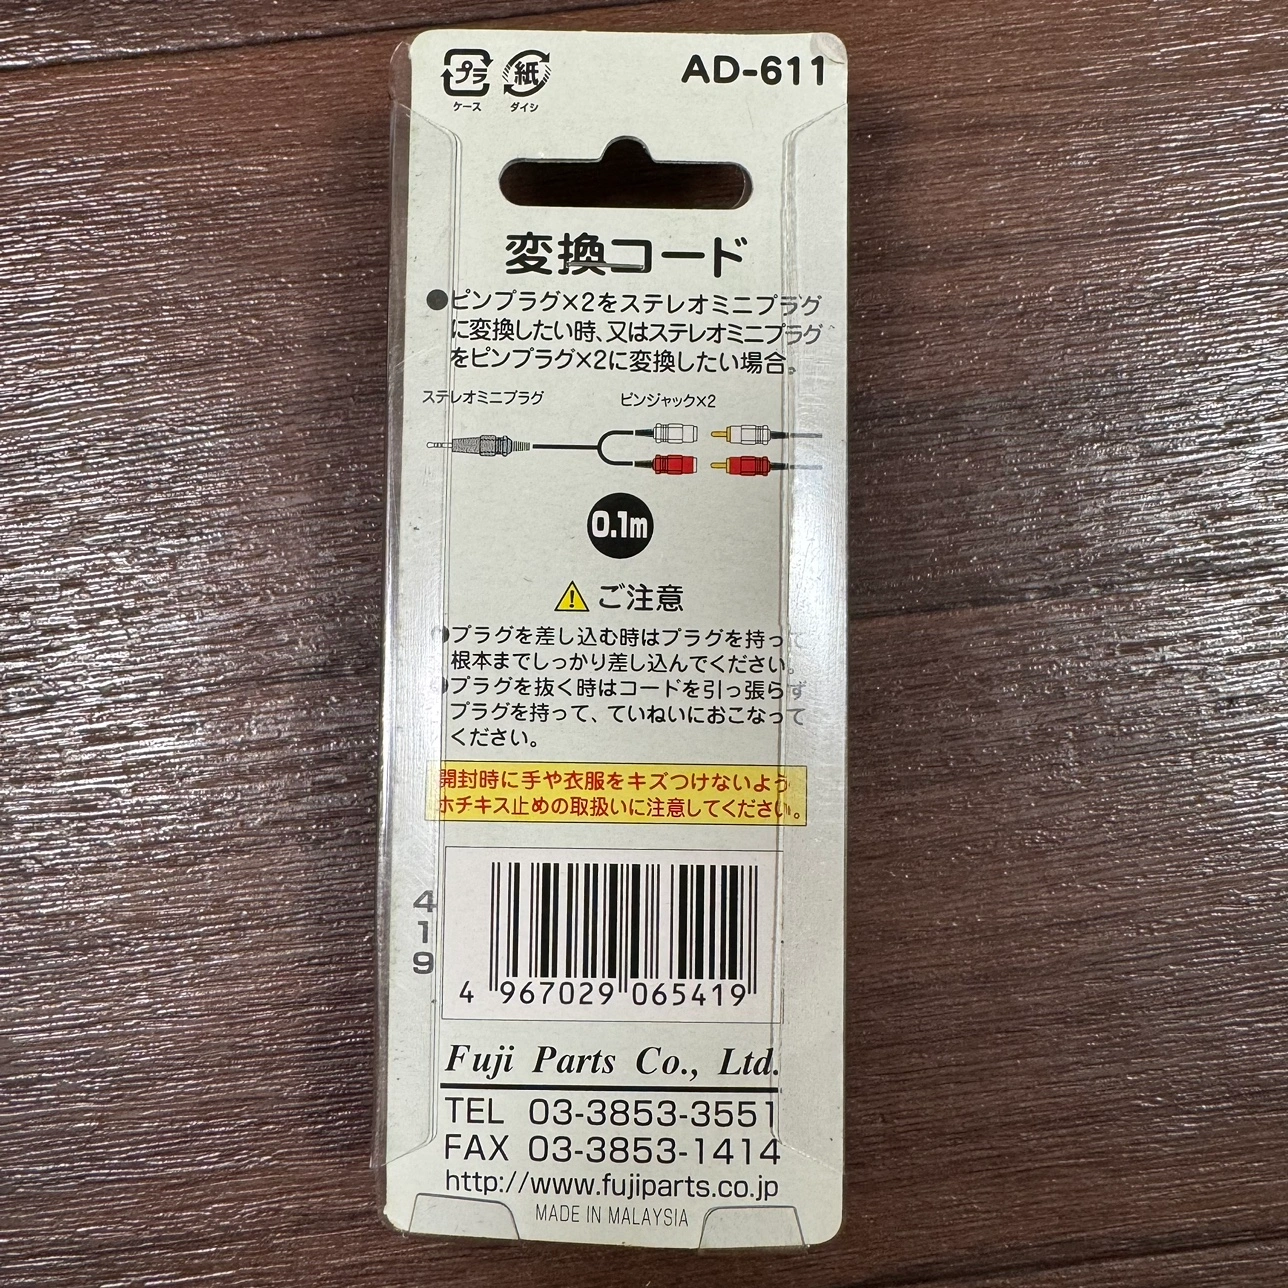 プラ
紙
AD-611
ケース
ダイシ
変換コード
●ピンプラグ×2をステレオミニプラグ
に変換したい時、又はステレオミニプラグ
をピンプラグ×2に変換したい場合。
ステレオミニプラグ
ピンジャック×2
0.1m
ご注意
●プラグを差し込む時はプラグを持って
根本までしっかり差し込んでください。
●プラグを抜く時はコードを引っ張らず
プラグを持って、ていねいにおこなって
ください。
開封時に手や衣服をキズつけないよう
ホチキス止めの取扱いに注意してください。
419
4 967029 065419
Fuji Parts Co., Ltd.
TEL 03-3853-3551
FAX 03-3853-1414
http://www.fujiparts.co.jp
MADE IN MALAYSIA